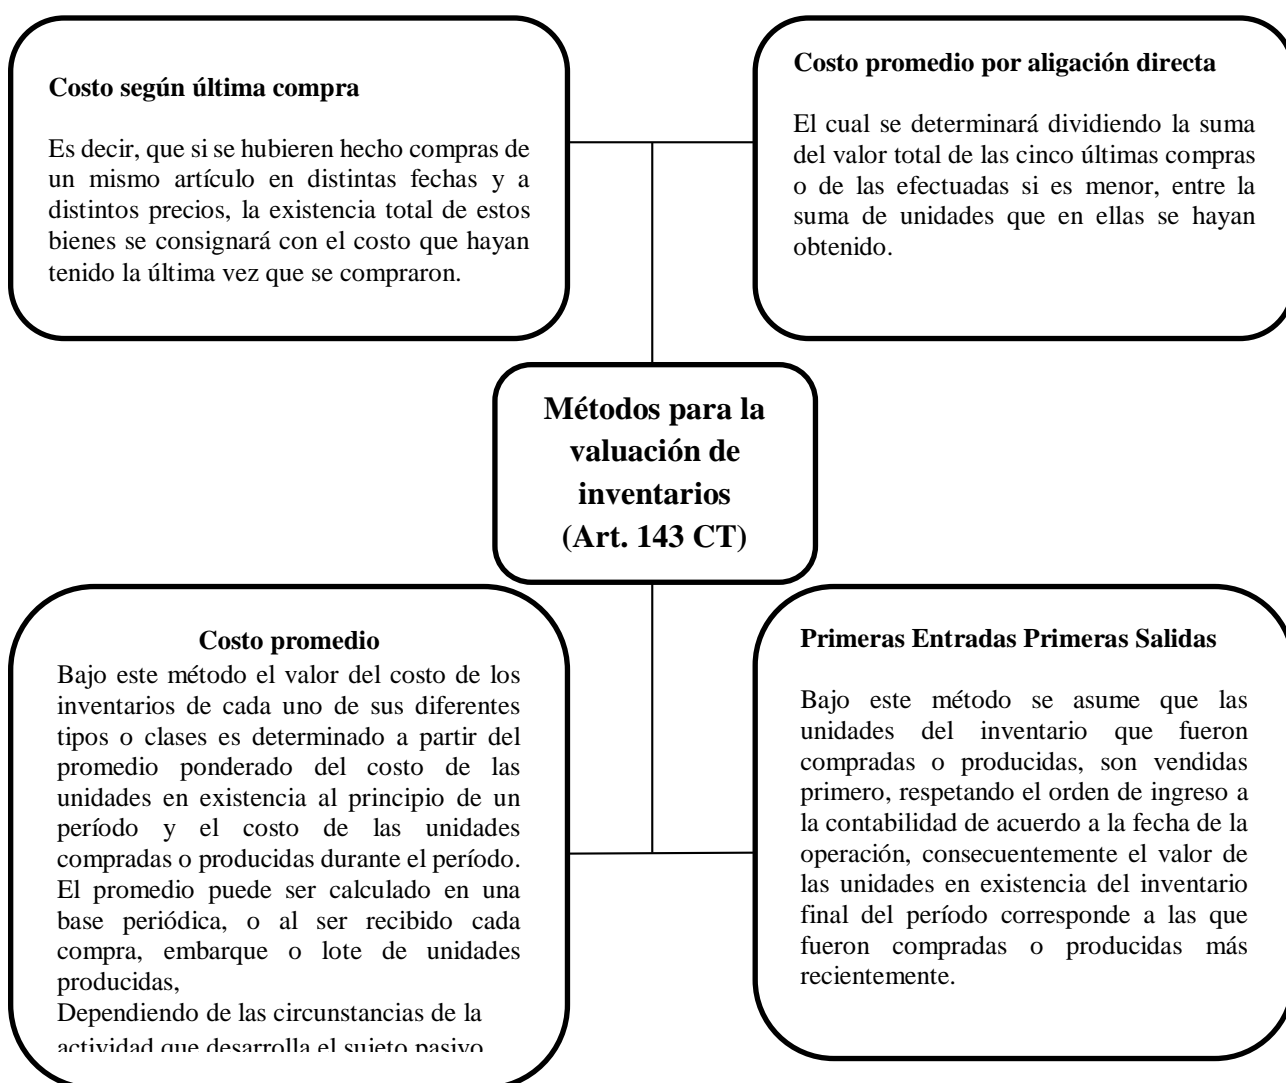 Costo según última compra
Es decir, que si se hubieren hecho compras de
un mismo artículo en distintas fechas y a
distintos precios, la existencia total de estos
bienes se consignará con el costo que hayan
tenido la última vez que se compraron.
Costo promedio por aligación directa
El cual se determinará dividiendo la suma
del valor total de las cinco últimas compras
o de las efectuadas si es menor, entre la
suma de unidades que en ellas se hayan
obtenido.
Métodos para la
valuación de
inventarios
(Art. 143 CT)
Costo promedio
Bajo este método el valor del costo de los
inventarios de cada uno de sus diferentes
tipos o clases es determinado a partir del
promedio ponderado del costo de las
unidades en existencia al principio de un
período y el costo de las unidades
compradas o producidas durante el período.
El promedio puede ser calculado en una
base periódica, o al ser recibido cada
compra, embarque o lote de unidades
producidas,
Dependiendo de las circunstancias de la
actividad que desarrolla el sujeto pasivo
Primeras Entradas Primeras Salidas
Bajo este método se asume que las
unidades del inventario que fueron
compradas o producidas, son vendidas
primero, respetando el orden de ingreso a
la contabilidad de acuerdo a la fecha de la
operación, consecuentemente el valor de
las unidades en existencia del inventario
final del período corresponde a las que
fueron compradas o producidas más
recientemente.